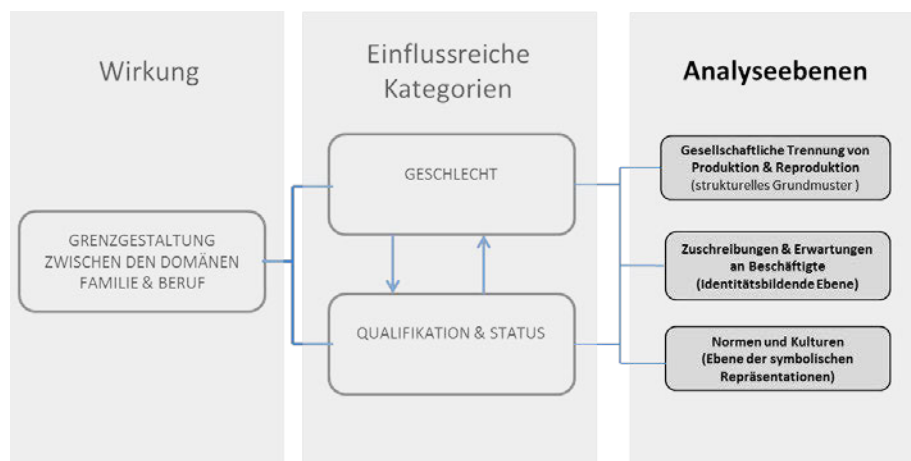 Wirkung
GRENZGESTALTUNG
ZWISCHEN DEN DOMÄNEN
FAMILIE & BERUF
Einflussreiche
Kategorien
GESCHLECHT
QUALIFIKATION & STATUS
Analyseebenen
Gesellschaftliche Trennung von
Produktion & Reproduktion
(strukturelles Grundmuster )
Zuschreibungen & Erwartungen
an Beschäftigte
(Identitätsbildende Ebene)
Normen und Kulturen
(Ebene der symbolischen
Repräsentationen)